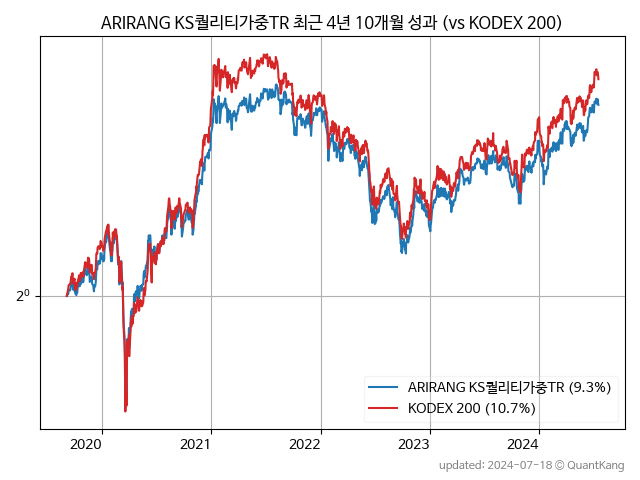 ARIRANG KS퀄리티가중TR 최근 4년 10개월 성과 (vs KODEX 200)
2⁰
ARIRANG KS퀄리티가중TR (9.3%)
KODEX 200 (10.7%)
2020 2021 2022 2023 2024
updated: 2024-07-18 © QuantKang